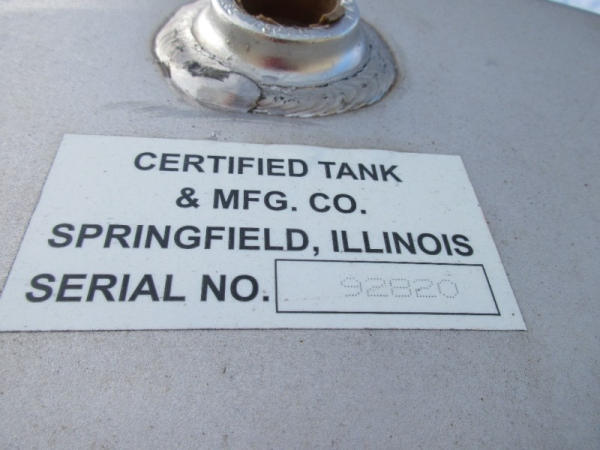 CERTIFIED TANK
& MFG. CO.
SPRINGFIELD, ILLINOIS
SERIAL NO. 92820